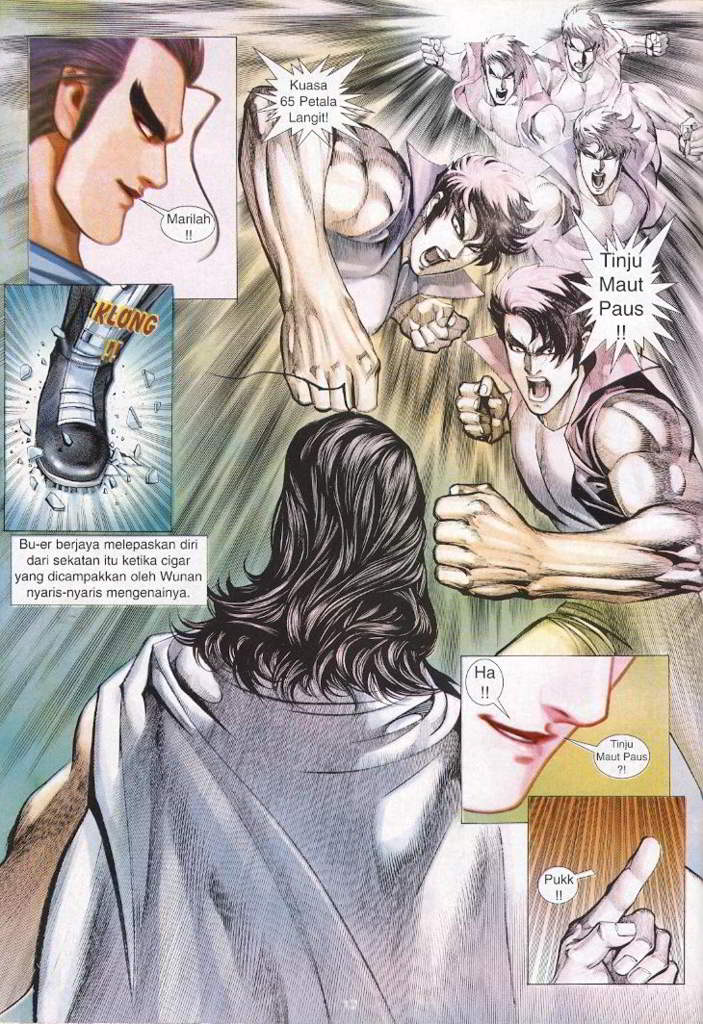 Marilah
!!
Kuasa
65 Petala
Langit!
Tinju
Maut
Paus
!!
KLONG
!!
Bu-er berjaya melepaskan diri
dari sekatan itu ketika cigar
yang dicampakkan oleh Wunan
nyaris-nyaris mengenainya.
Ha
!!
Tinju
Maut Paus
?!
Pukk
!!